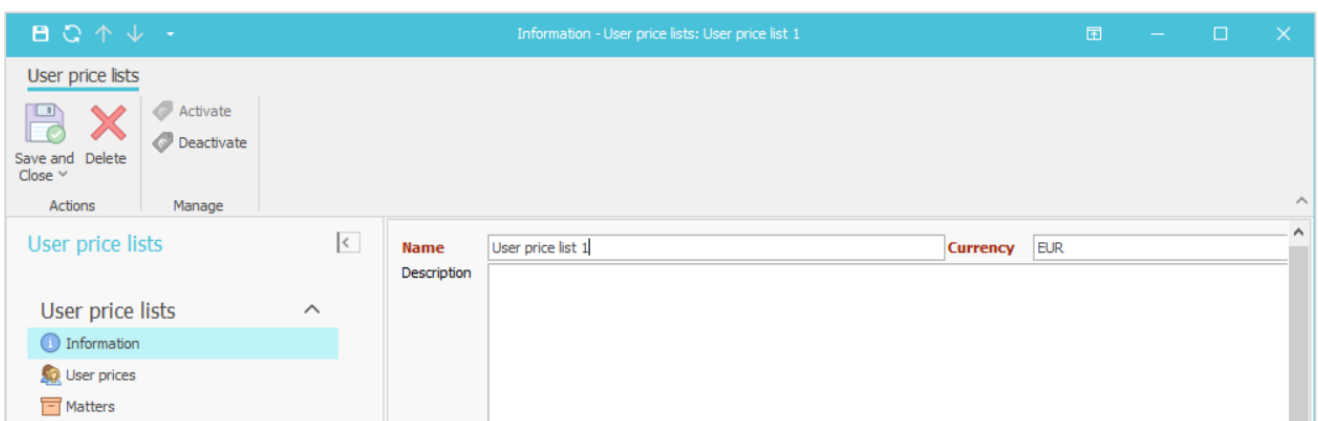 Information - User price lists: User price list 1
User price lists
Activate
Deactivate
Save and Close
Delete
Actions
Manage
User price lists
Name
User price list 1
Currency
EUR
Description
User price lists
Information
User prices
Matters